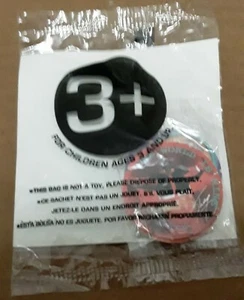 3+
FOR CHILDREN AGES 3 AND UP
•THIS BAG IS NOT A TOY, PLEASE DISPOSE OF PROPERLY.
•CE SACHET N'EST PAS UN JOUET. S'IL VOUS PLAIT,
JETEZ-LE DANS UN ENDROIT APPROPRIE.
•ESTA BOLSA NO ES JUGUETE, POR FAVOR